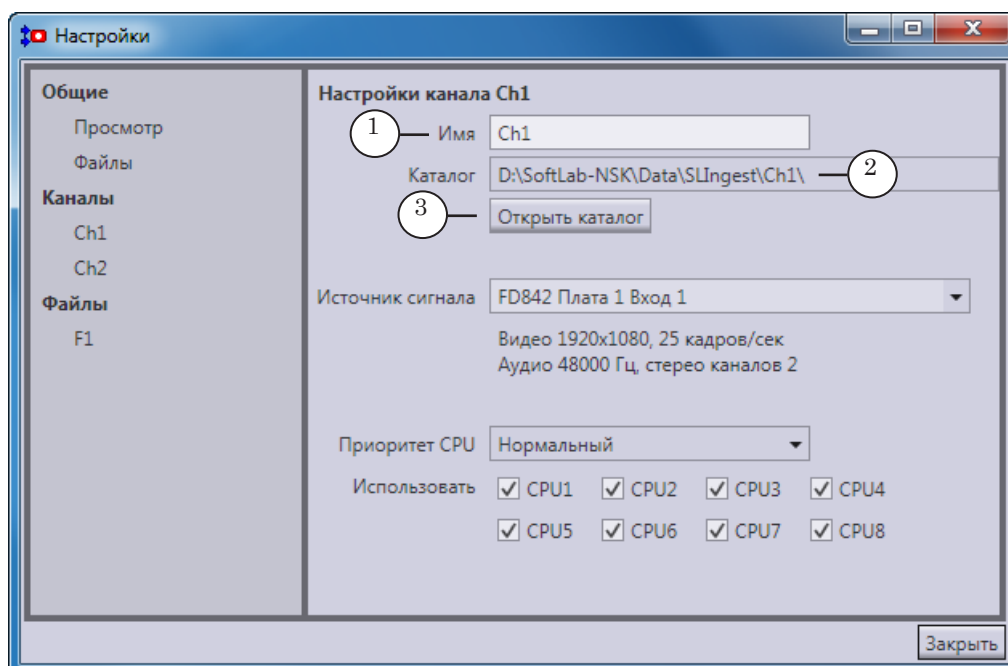 Настройки
Общие
Просмотр
Файлы
Каналы
Ch1
Ch2
Файлы
F1
Настройки канала Ch1
1
Имя Ch1
Каталог D:\SoftLab-NSK\Data\SLIngest\Ch1\ 2
3
Открыть каталог
Источник сигнала FD842 Плата 1 Вход 1
Видео 1920x1080, 25 кадров/сек
Аудио 48000 Гц, стерео каналов 2
Приоритет CPU Нормальный
Использовать CPU1 CPU2 CPU3 CPU4
CPU5 CPU6 CPU7 CPU8
Закрыть